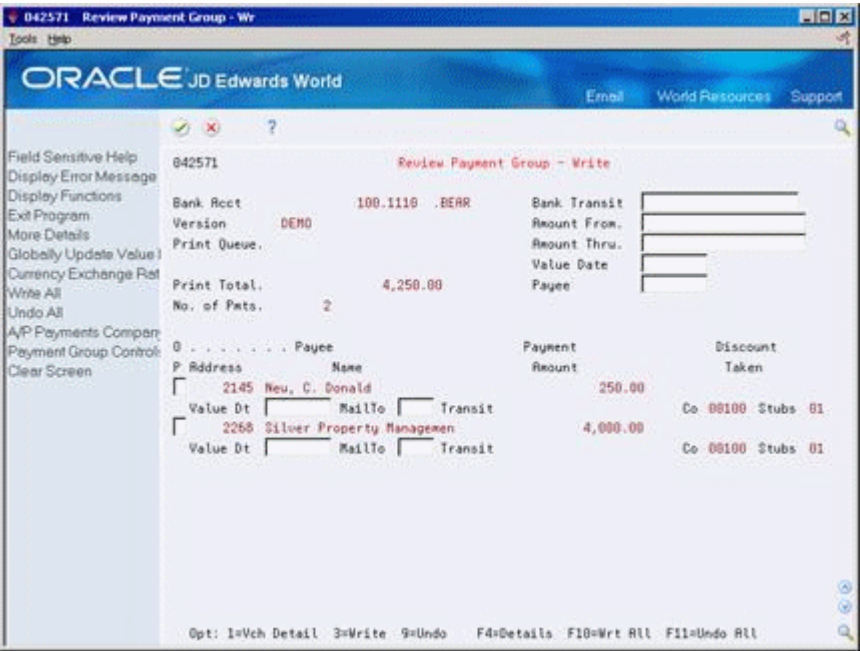 042571 Review Payment Group - Wr
Tools Help
ORACLE JD Edwards World
Email World Resources Support
?
Field Sensitive Help
Display Error Message
Display Functions
Exit Program
More Details
Globally Update Value
Currency Exchange Rat
Write All
Undo All
A/P Payments Company
Payment Group Controls
Clear Screen
042571 Review Payment Group - Write
Bank Acct 100.1110 .BEAR Bank Transit
Version DEMO Amount From.
Print Queue. Amount Thru.
Value Date
Print Total. 4,250.00 Payee
No. of Pmts. 2
O . . . . . . . Payee Payment Discount
P Address Name Amount Taken
2145 Neu, C. Donald 250.00
Value Dt MailTo Transit Co 00100 Stubs 01
2268 Silver Property Managemen 4,000.00
Value Dt MailTo Transit Co 00100 Stubs 01
Opt: 1=Vch Detail 3=Write 9=Undo F4=Details F10=Wrt All F11=Undo All